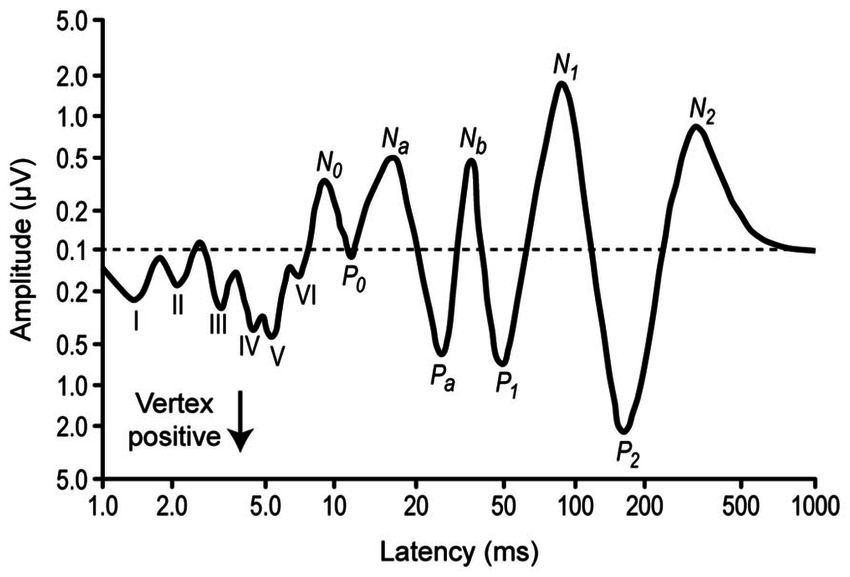 5.0
2.0
1.0
0.5
0.2
0.1
0.2
0.5
1.0
2.0
5.0
Amplitude (μV)
I
II
III
IV
V
VI
N0
P0
Na
Pa
Nb
P1
N1
P2
N2
Vertex
positive
1.0 2.0 5.0 10 20 50 100 200 500 1000
Latency (ms)